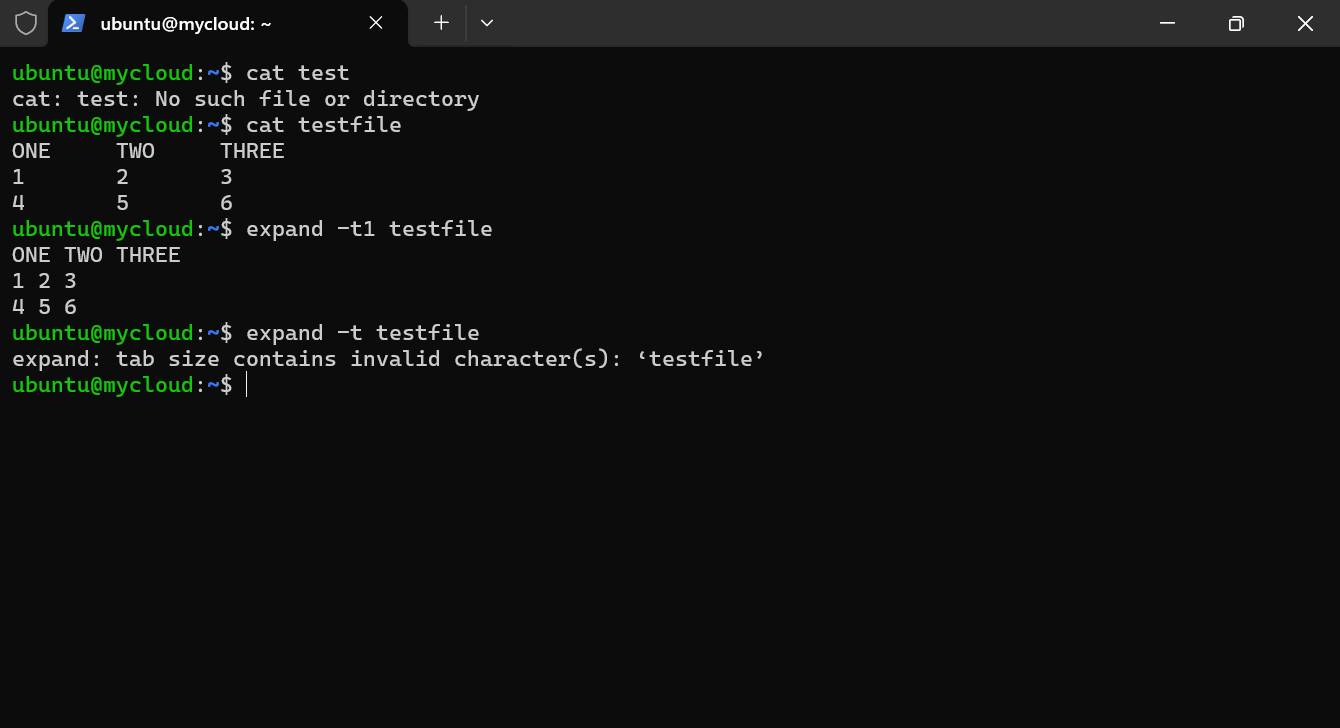 ubuntu@mycloud: ~
ubuntu@mycloud:~$ cat test
cat: test: No such file or directory
ubuntu@mycloud:~$ cat testfile
ONE     TWO     THREE
1       2       3
4       5       6
ubuntu@mycloud:~$ expand -t1 testfile
ONE TWO THREE
1 2 3
4 5 6
ubuntu@mycloud:~$ expand -t testfile
expand: tab size contains invalid character(s): ‘testfile’
ubuntu@mycloud:~$